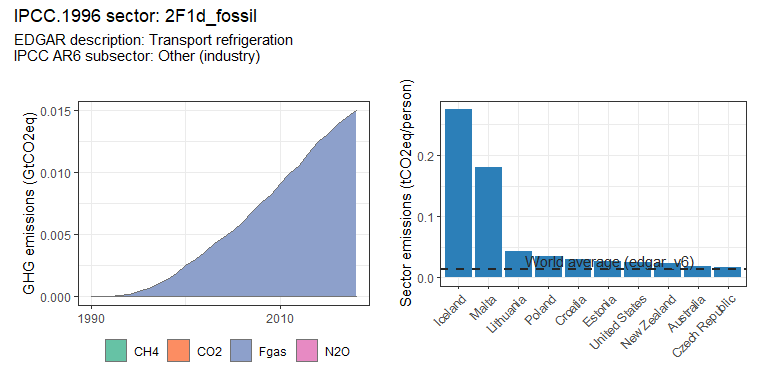 IPCC.1996 sector: 2F1d_fossil
EDGAR description: Transport refrigeration
IPCC AR6 subsector: Other (industry)
GHG emissions (GtCO2eq)
0.015
0.010
0.005
0.000
1990
2010
CH4
CO2
Fgas
N2O
Sector emissions (tCO2eq/person)
0.2
0.1
0.0
World average (edgar_v6)
Iceland
Malta
Lithuania
Poland
Croatia
Estonia
United States
New Zealand
Australia
Czech Republic